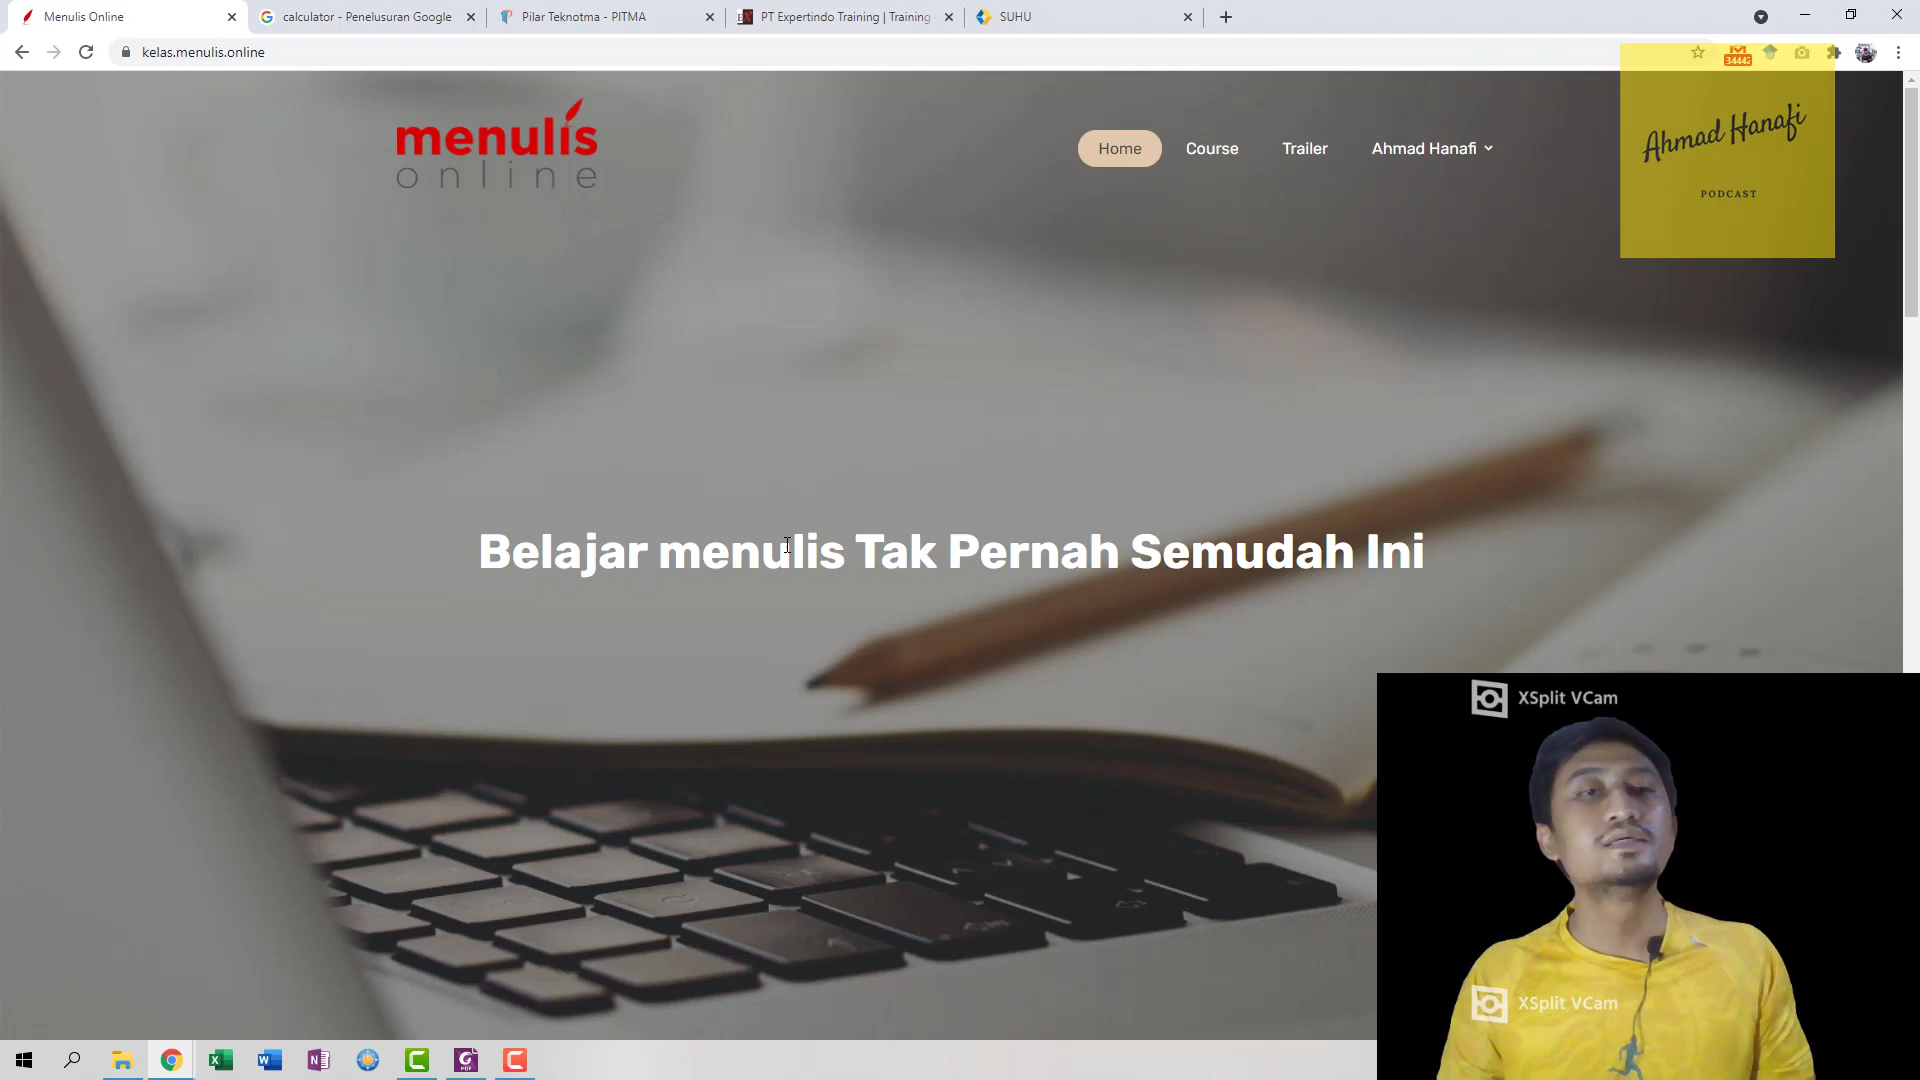 Menulis Online
calculator - Penelusuran Google
Pilar Teknotma - PITMA
PT Expertindo Training | Training
SUHU
kelas.menulis.online
34442
menulis
online
Home
Course
Trailer
Ahmad Hanafi
Ahmad Hanafi
PODCAST
Belajar menulis Tak Pernah Semudah Ini
XSplit VCam
XSplit VCam